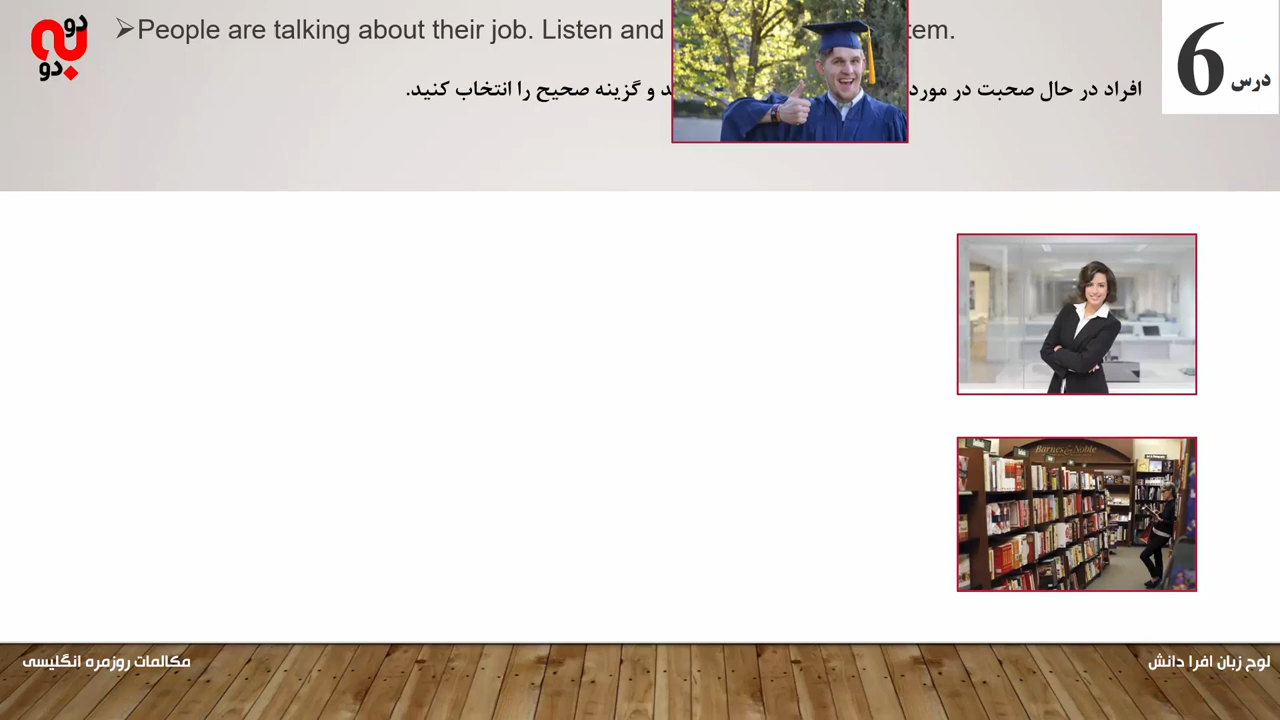 دو به دو
➢People are talking about their job. Listen and tem.
افراد در حال صحبت در مورد د و گزینه صحیح را انتخاب کنید.
درس 6
Barnes & Noble
مکالمات روزمره انگلیسی
لوح زبان افرا دانش